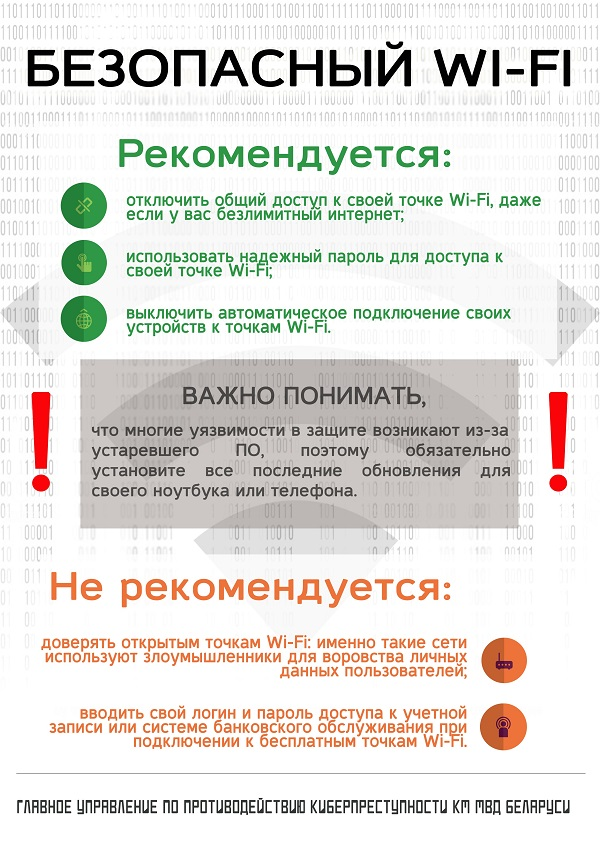 БЕЗОПАСНЫЙ WI-FI
Рекомендуется:
отключить общий доступ к своей точке Wi-Fi, даже
если у вас безлимитный интернет;
использовать надежный пароль для доступа к
своей точке Wi-Fi;
выключить автоматическое подключение своих
устройств к точкам Wi-Fi.
ВАЖНО ПОНИМАТЬ,
! !
что многие уязвимости в защите возникают из-за
устаревшего ПО, поэтому обязательно
установите все последние обновления для
своего ноутбука или телефона.
Не рекомендуется:
доверять открытым точкам Wi-Fi: именно такие сети
используют злоумышленники для воровства личных
данных пользователей;
вводить свой логин и пароль доступа к учетной
записи или системе банковского обслуживания при
подключении к бесплатным точкам Wi-Fi.
ГЛАВНОЕ УПРАВЛЕНИЕ ПО ПРОТИВОДЕЙСТВИЮ КИБЕРПРЕСТУПНОСТИ КМ МВД БЕЛАРУСИ